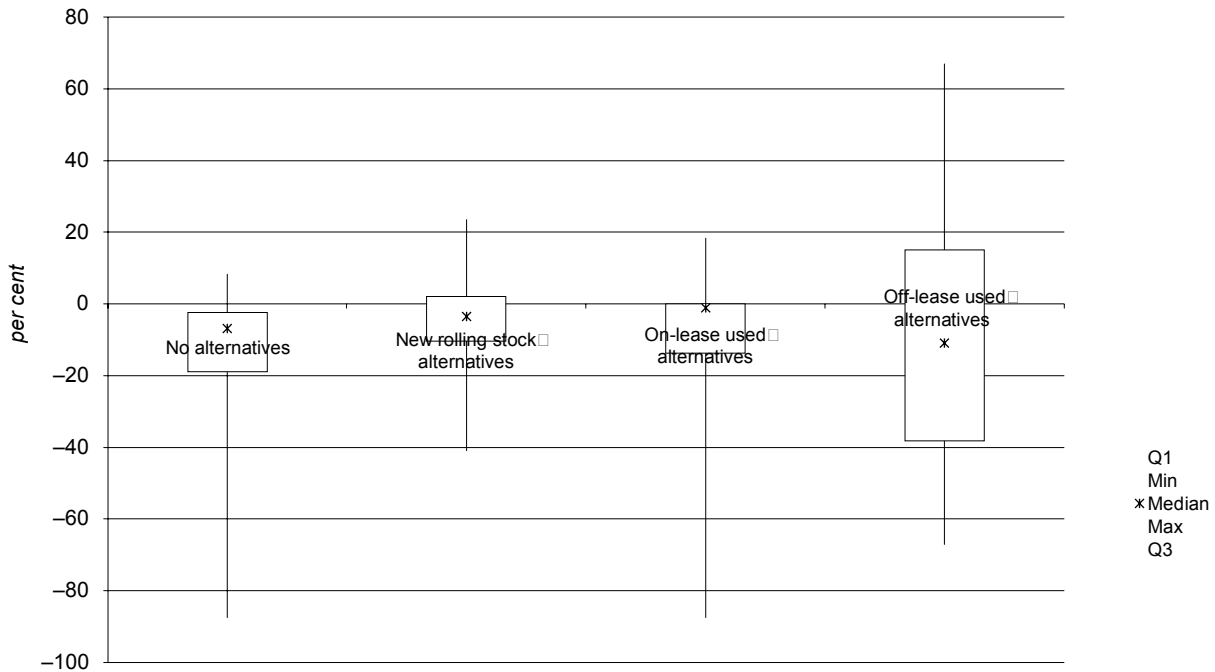 80
60
40
20
0
–20
–40
–60
–80
–100
per cent
No alternatives
New rolling stock
alternatives
On-lease used
alternatives
Off-lease used
alternatives
Q1
Min
Median
Max
Q3